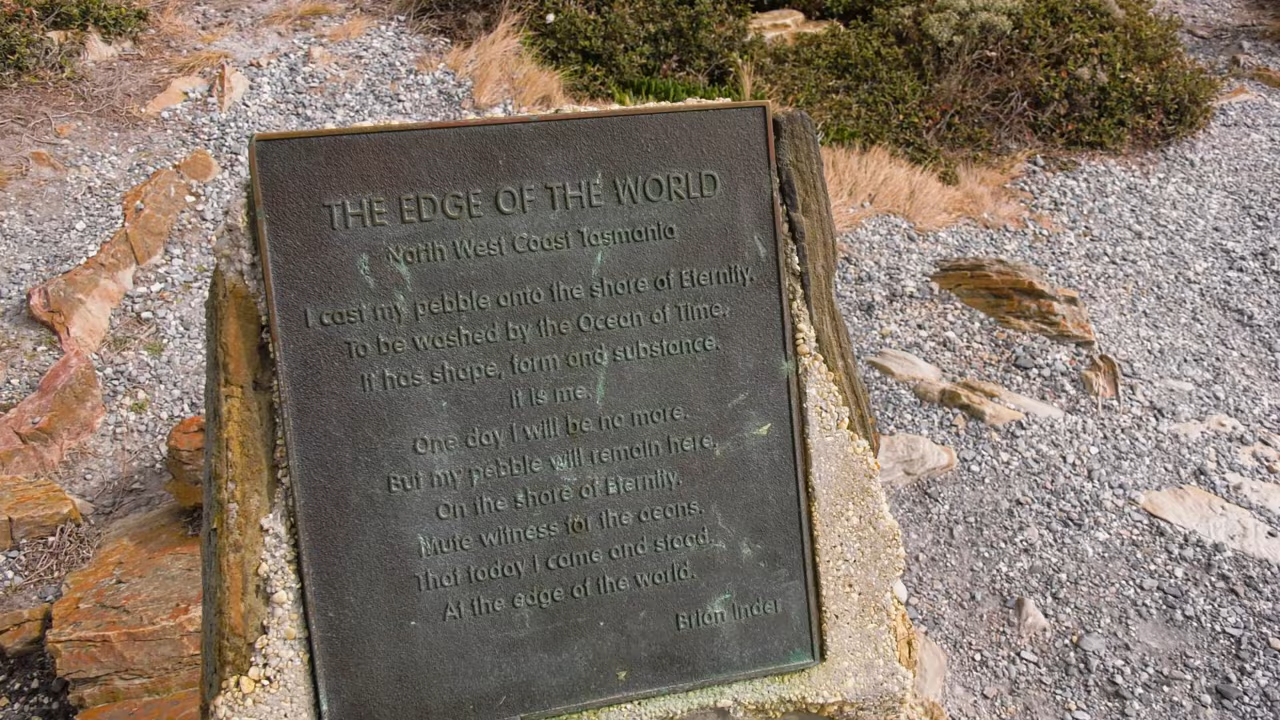 THE EDGE OF THE WORLD
North West Coast Tasmania
I cast my pebble onto the shore of Eternity.
To be washed by the Ocean of Time.
It has shape, form and substance.
It is me.
One day I will be no more.
But my pebble will remain here.
On the shore of Eternity.
Mute witness for the aeons.
That today I came and stood.
At the edge of the world.
Brian Inder